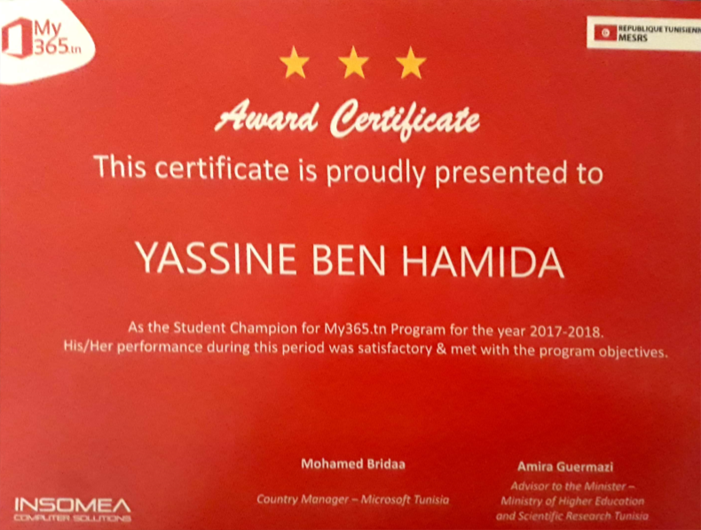 My
365.tn
REPUBLIQUE TUNISIENN
MESRS
Award Certificate
This certificate is proudly presented to
YASSINE BEN HAMIDA
As the Student Champion for My365.tn Program for the year 2017-2018.
His/Her performance during this period was satisfactory & met with the program objectives.
Mohamed Bridaa
Country Manager – Microsoft Tunisia
Amira Guermazi
Advisor to the Minister –
Ministry of Higher Education
and Scientific Research Tunisia
INSOMEA
COMPUTER SOLUTIONS